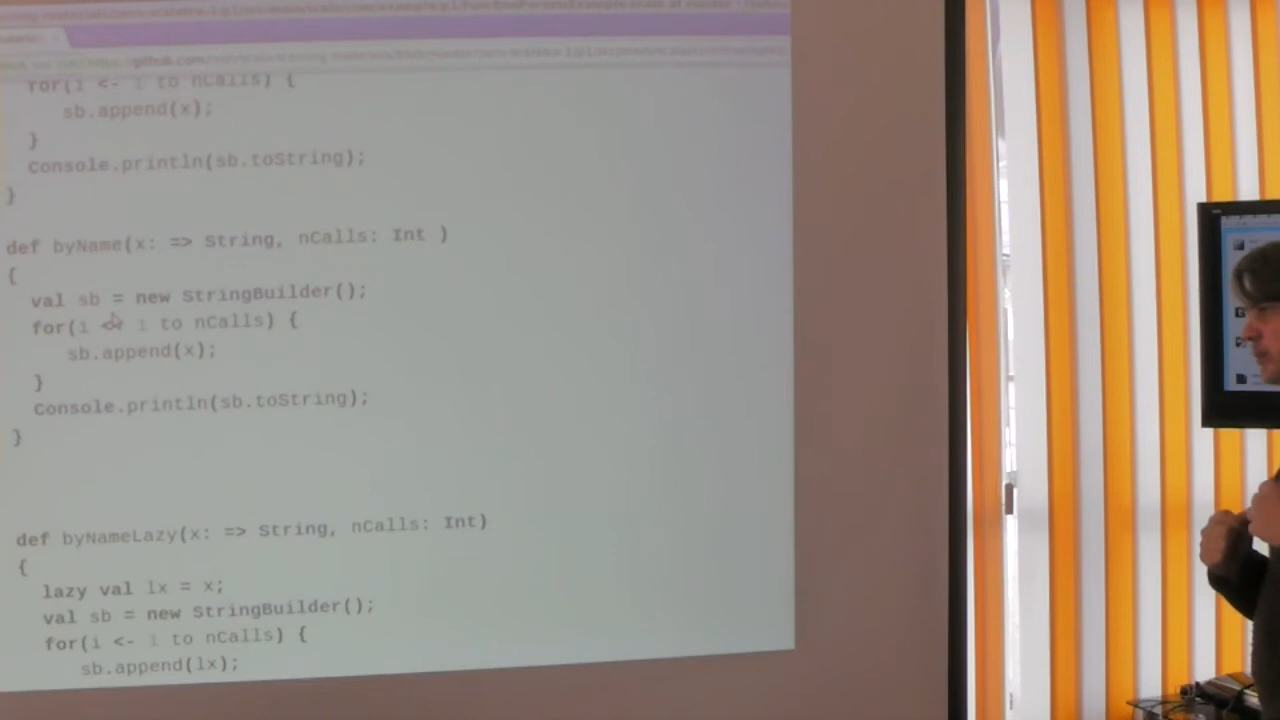 for(i <- 1 to nCalls) {
sb.append(x);
}
Console.println(sb.toString);
}
def byName(x: => String, nCalls: Int )
{
val sb = new StringBuilder();
for(i <- 1 to nCalls) {
sb.append(x);
}
Console.println(sb.toString);
}
def byNameLazy(x: => String, nCalls: Int)
{
lazy val lx = x;
val sb = new StringBuilder();
for(i <- 1 to nCalls) {
sb.append(lx);